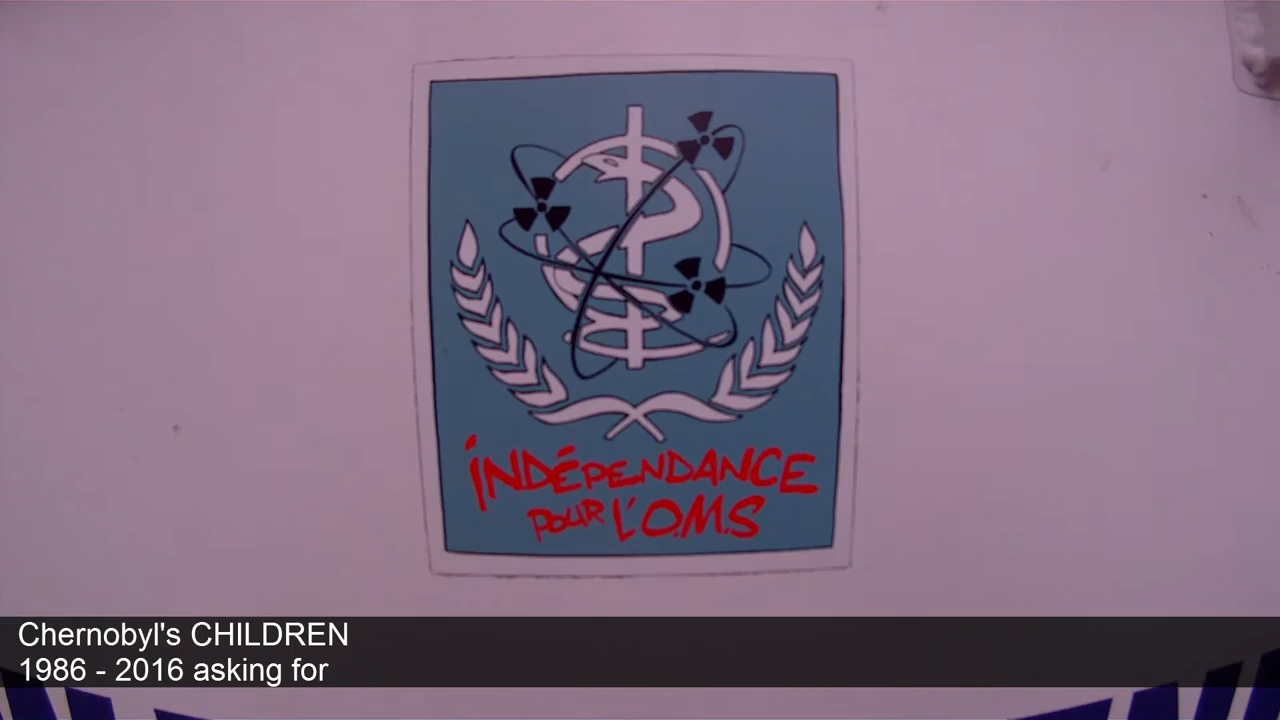 iNDÉPENDANCE
POUR L'O.M.S
Chernobyl's CHILDREN
1986 - 2016 asking for